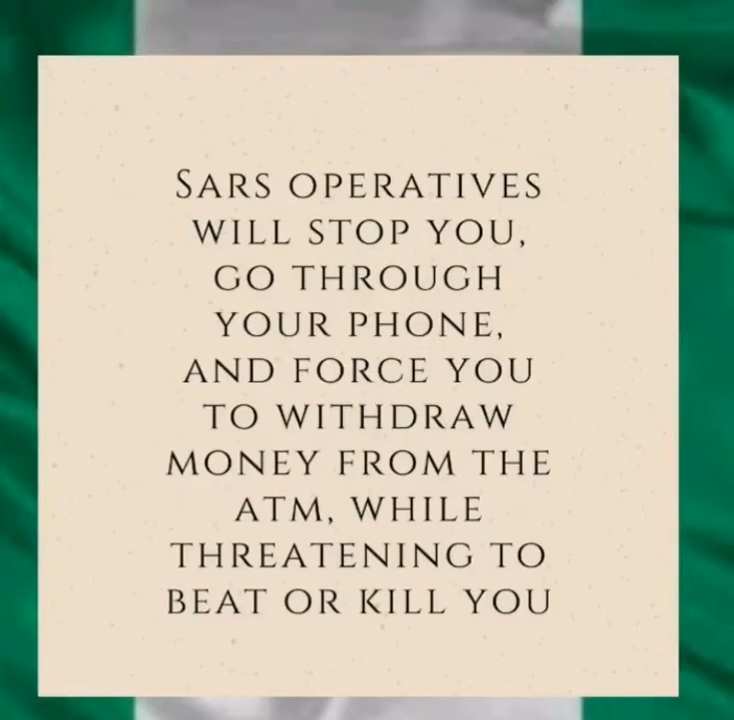 SARS OPERATIVES
WILL STOP YOU,
GO THROUGH
YOUR PHONE,
AND FORCE YOU
TO WITHDRAW
MONEY FROM THE
ATM, WHILE
THREATENING TO
BEAT OR KILL YOU